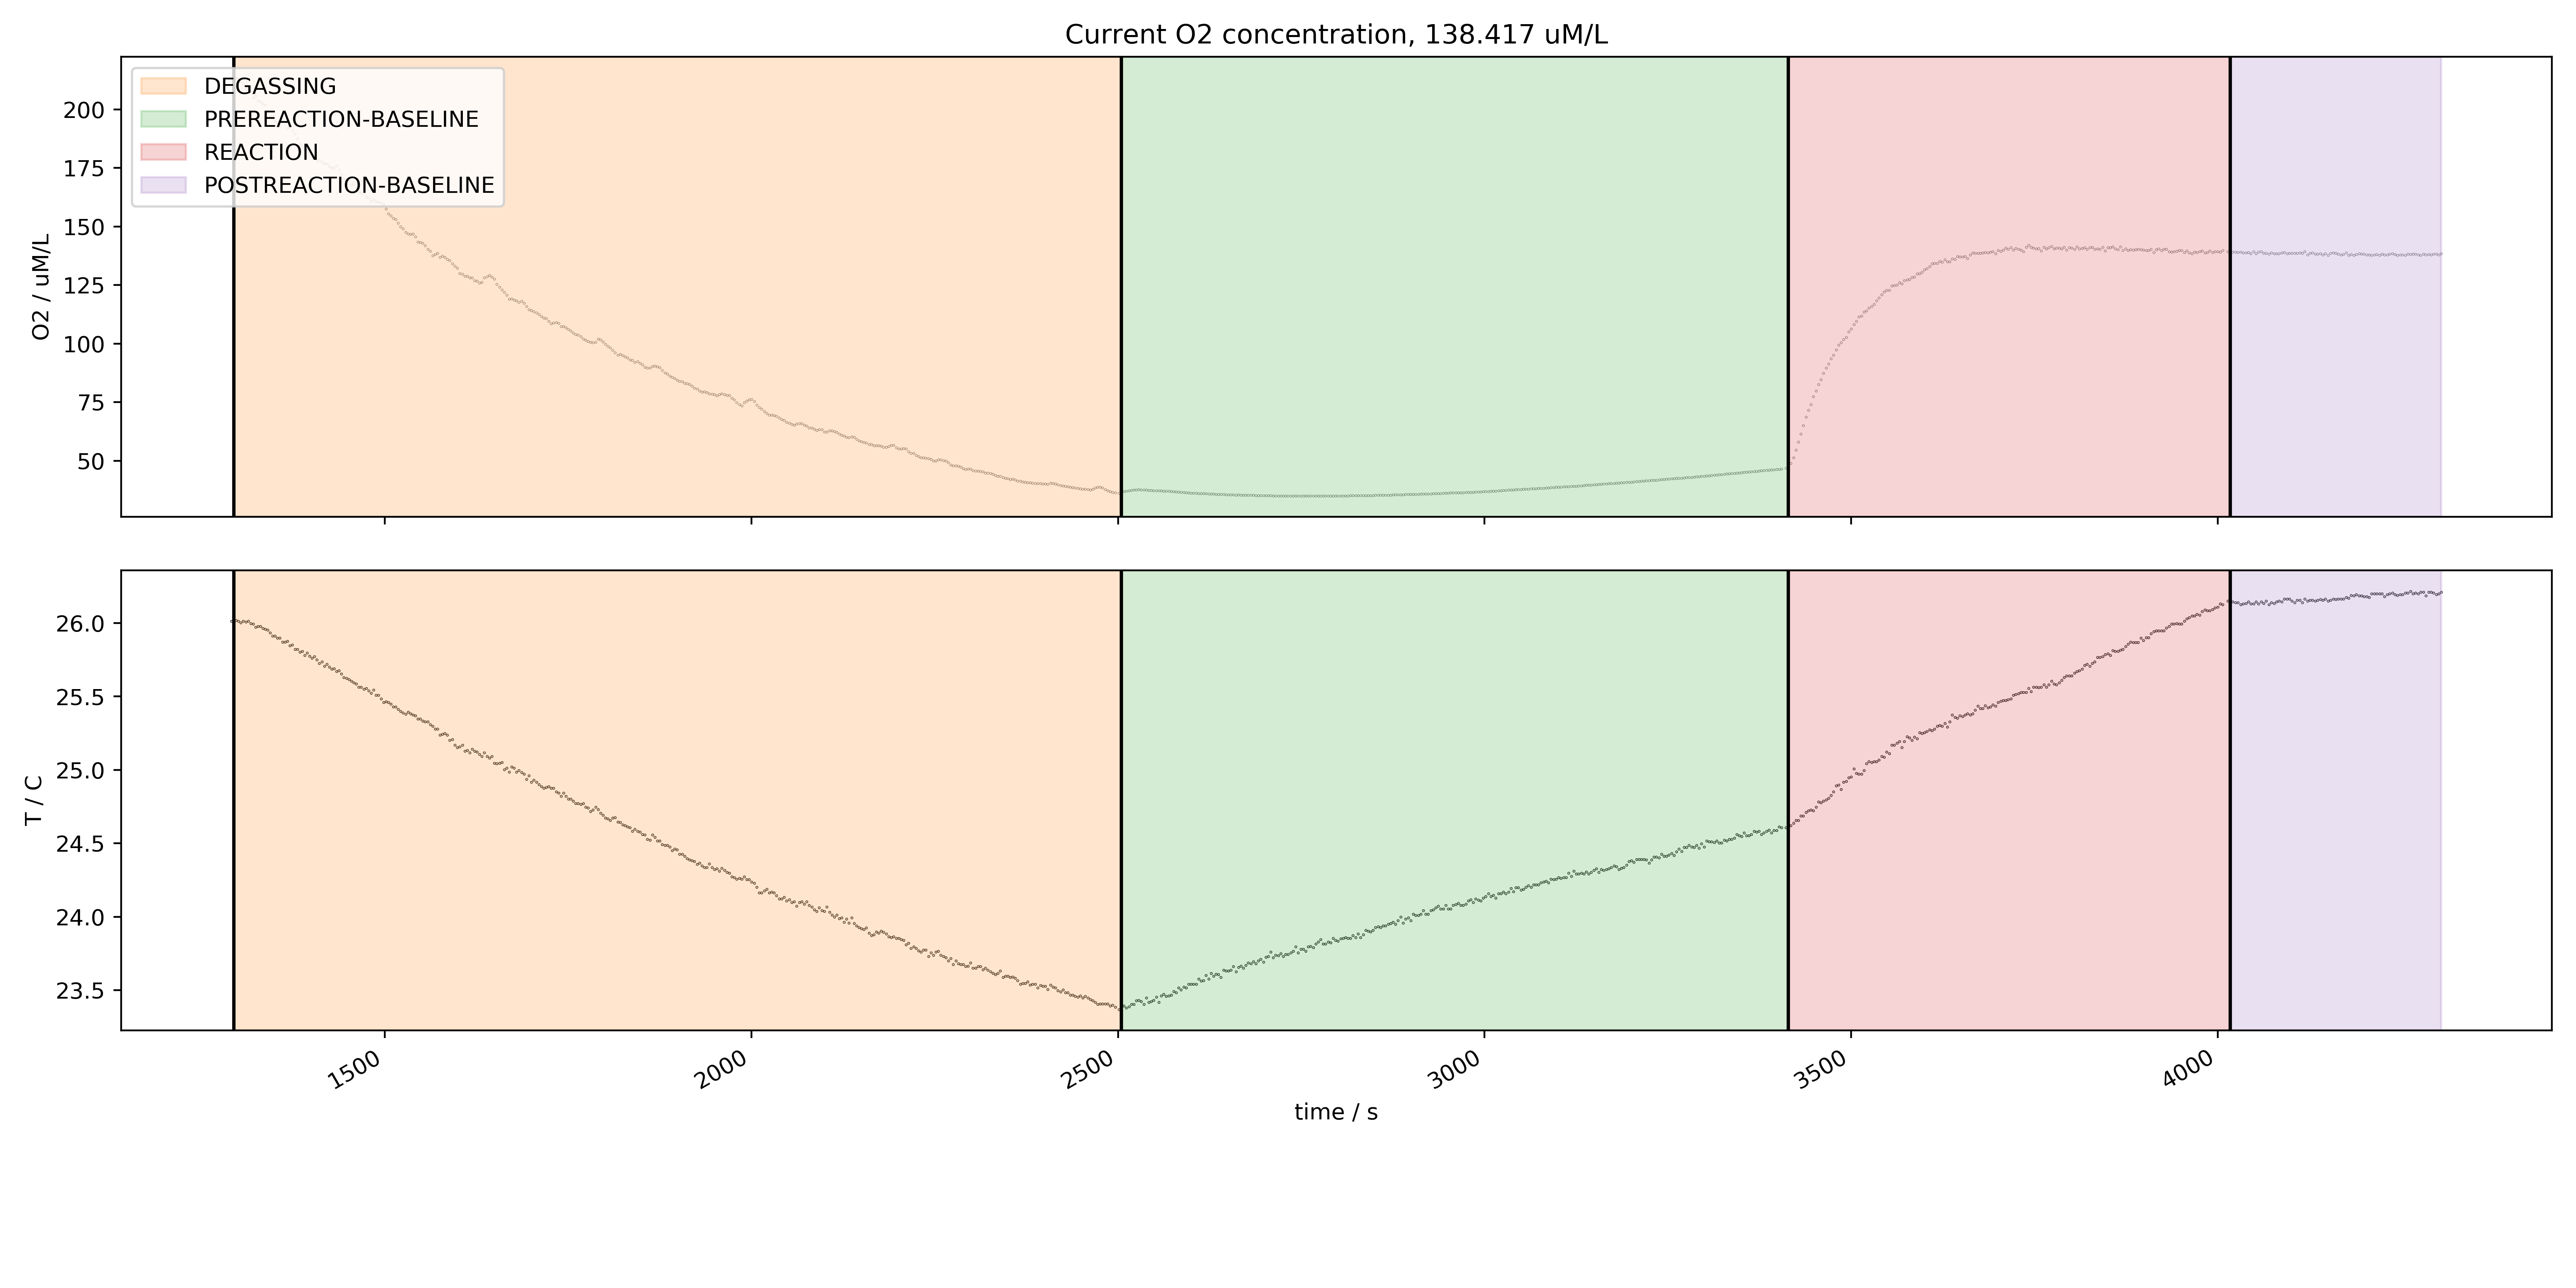 Current O2 concentration, 138.417 uM/L
DEGASSING
PREREACTION-BASELINE
REACTION
POSTREACTION-BASELINE
200
175
150
125
100
75
50
O2 / uM/L
26.0
25.5
25.0
24.5
24.0
23.5
T / C
1500
2000
2500
3000
3500
4000
time / s